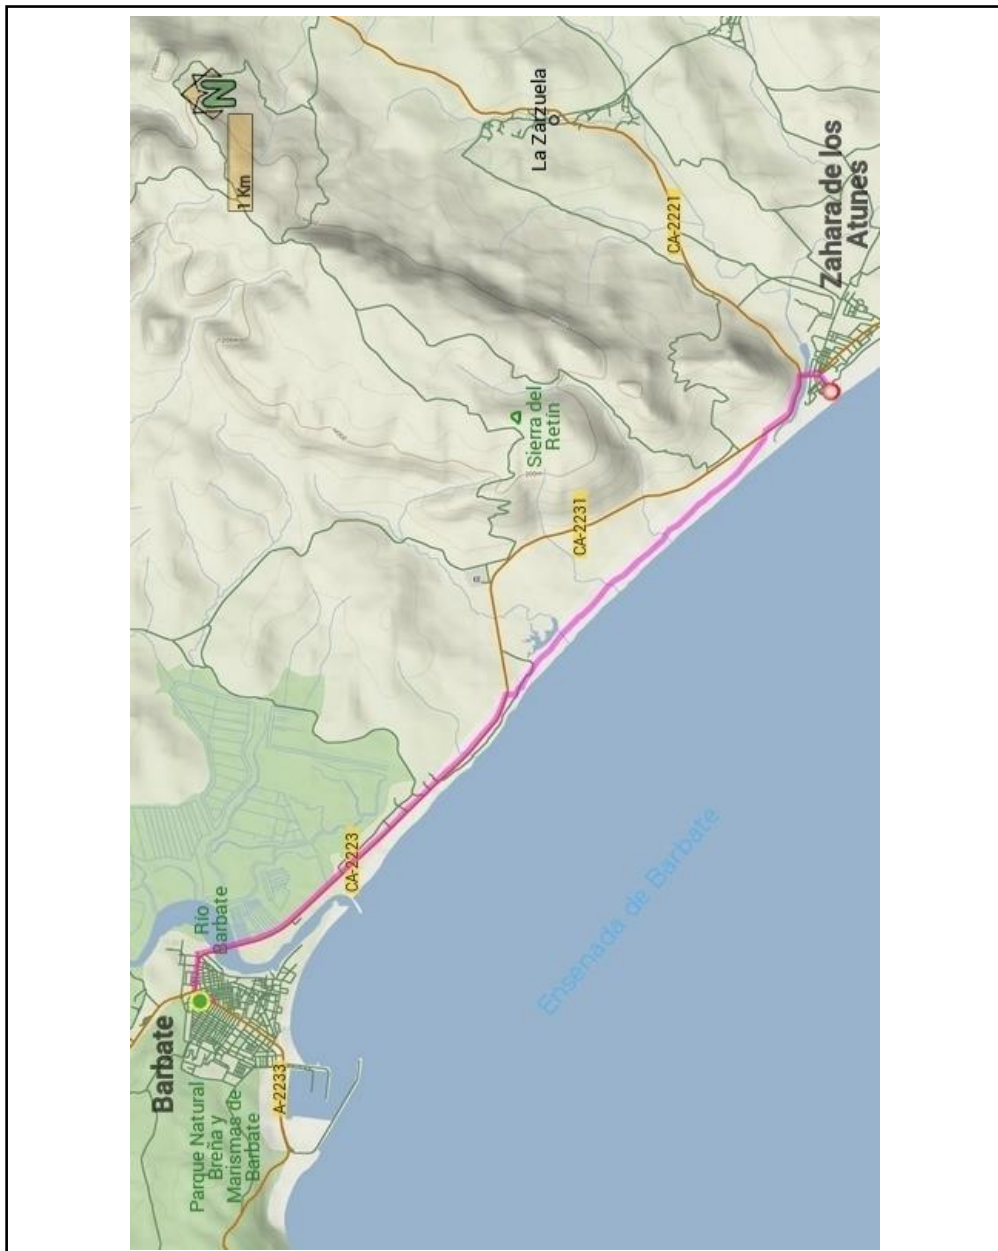 Barbate
Parque Natural
Breña y
Marismas de
Barbate
Río
Barbate
N
1 Km
A-2233
CA-2223
Sierra del
Retín
La Zarzuela
CA-2231
Ensenada de Barbate
CA-2221
Zahara de los
Atunes